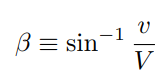 β ≡ sin⁻¹ v/V